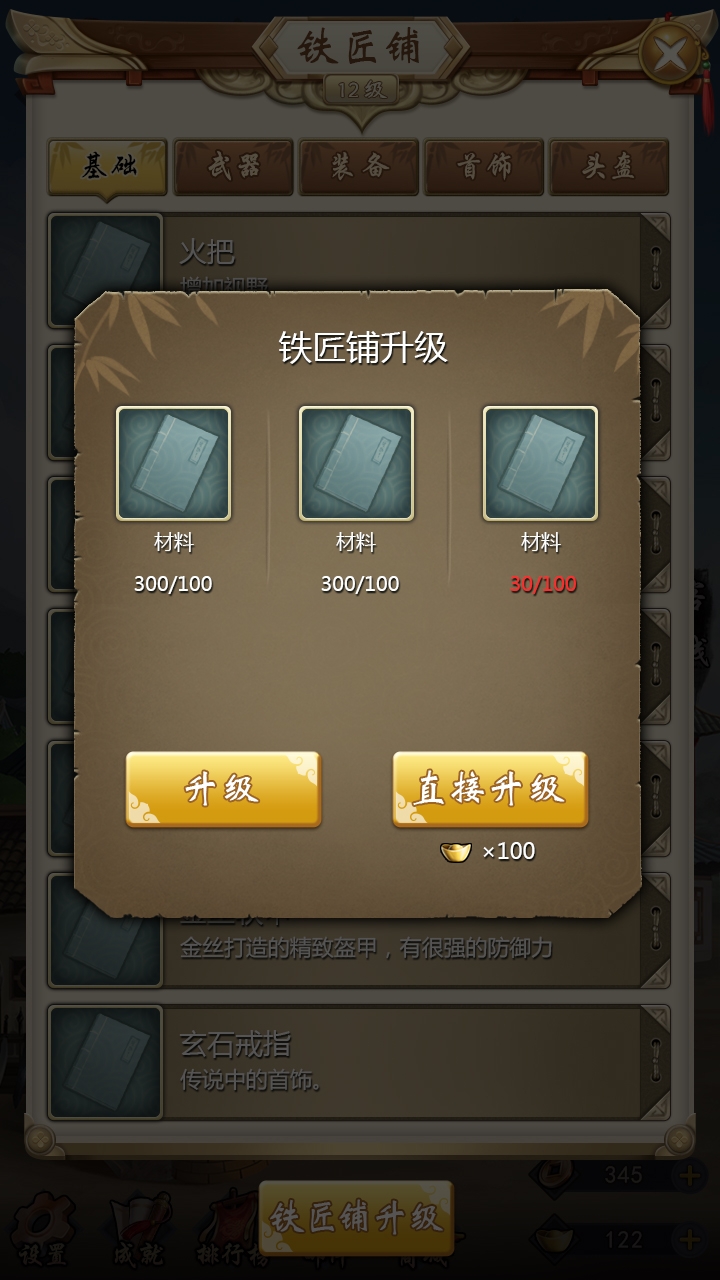 铁匠铺
12级
基础
武器
装备
首饰
头盔
火把
增加视野
铁匠铺升级
材料
材料
材料
300/100
300/100
30/100
升级
直接升级
×100
金丝打造的精致盔甲，有很强的防御力
玄石戒指
传说中的首饰。
345
铁匠铺升级
122
设置
成就
排行榜